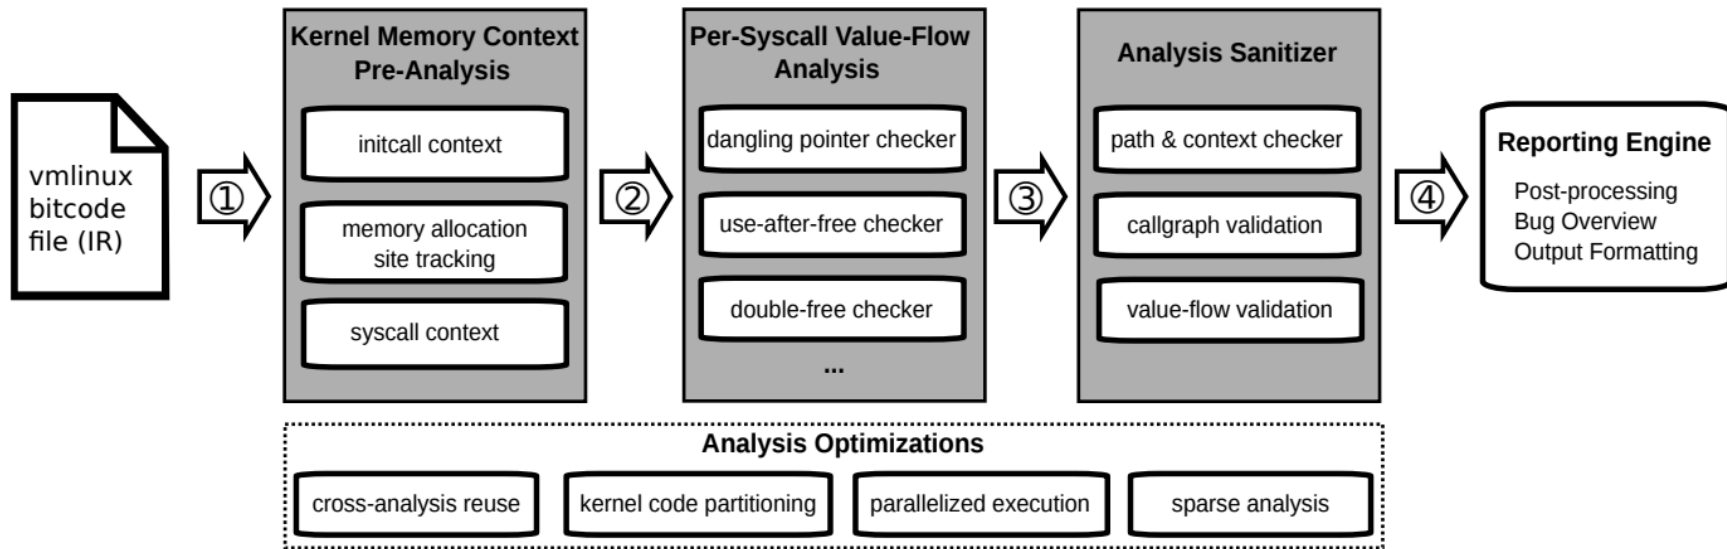 vmlinux
bitcode
file (IR)
①
Kernel Memory Context
Pre-Analysis
initcall context
memory allocation
site tracking
syscall context
②
Per-Syscall Value-Flow
Analysis
dangling pointer checker
use-after-free checker
double-free checker
...
③
Analysis Sanitizer
path & context checker
callgraph validation
value-flow validation
④
Reporting Engine
Post-processing
Bug Overview
Output Formatting
Analysis Optimizations
cross-analysis reuse
kernel code partitioning
parallelized execution
sparse analysis